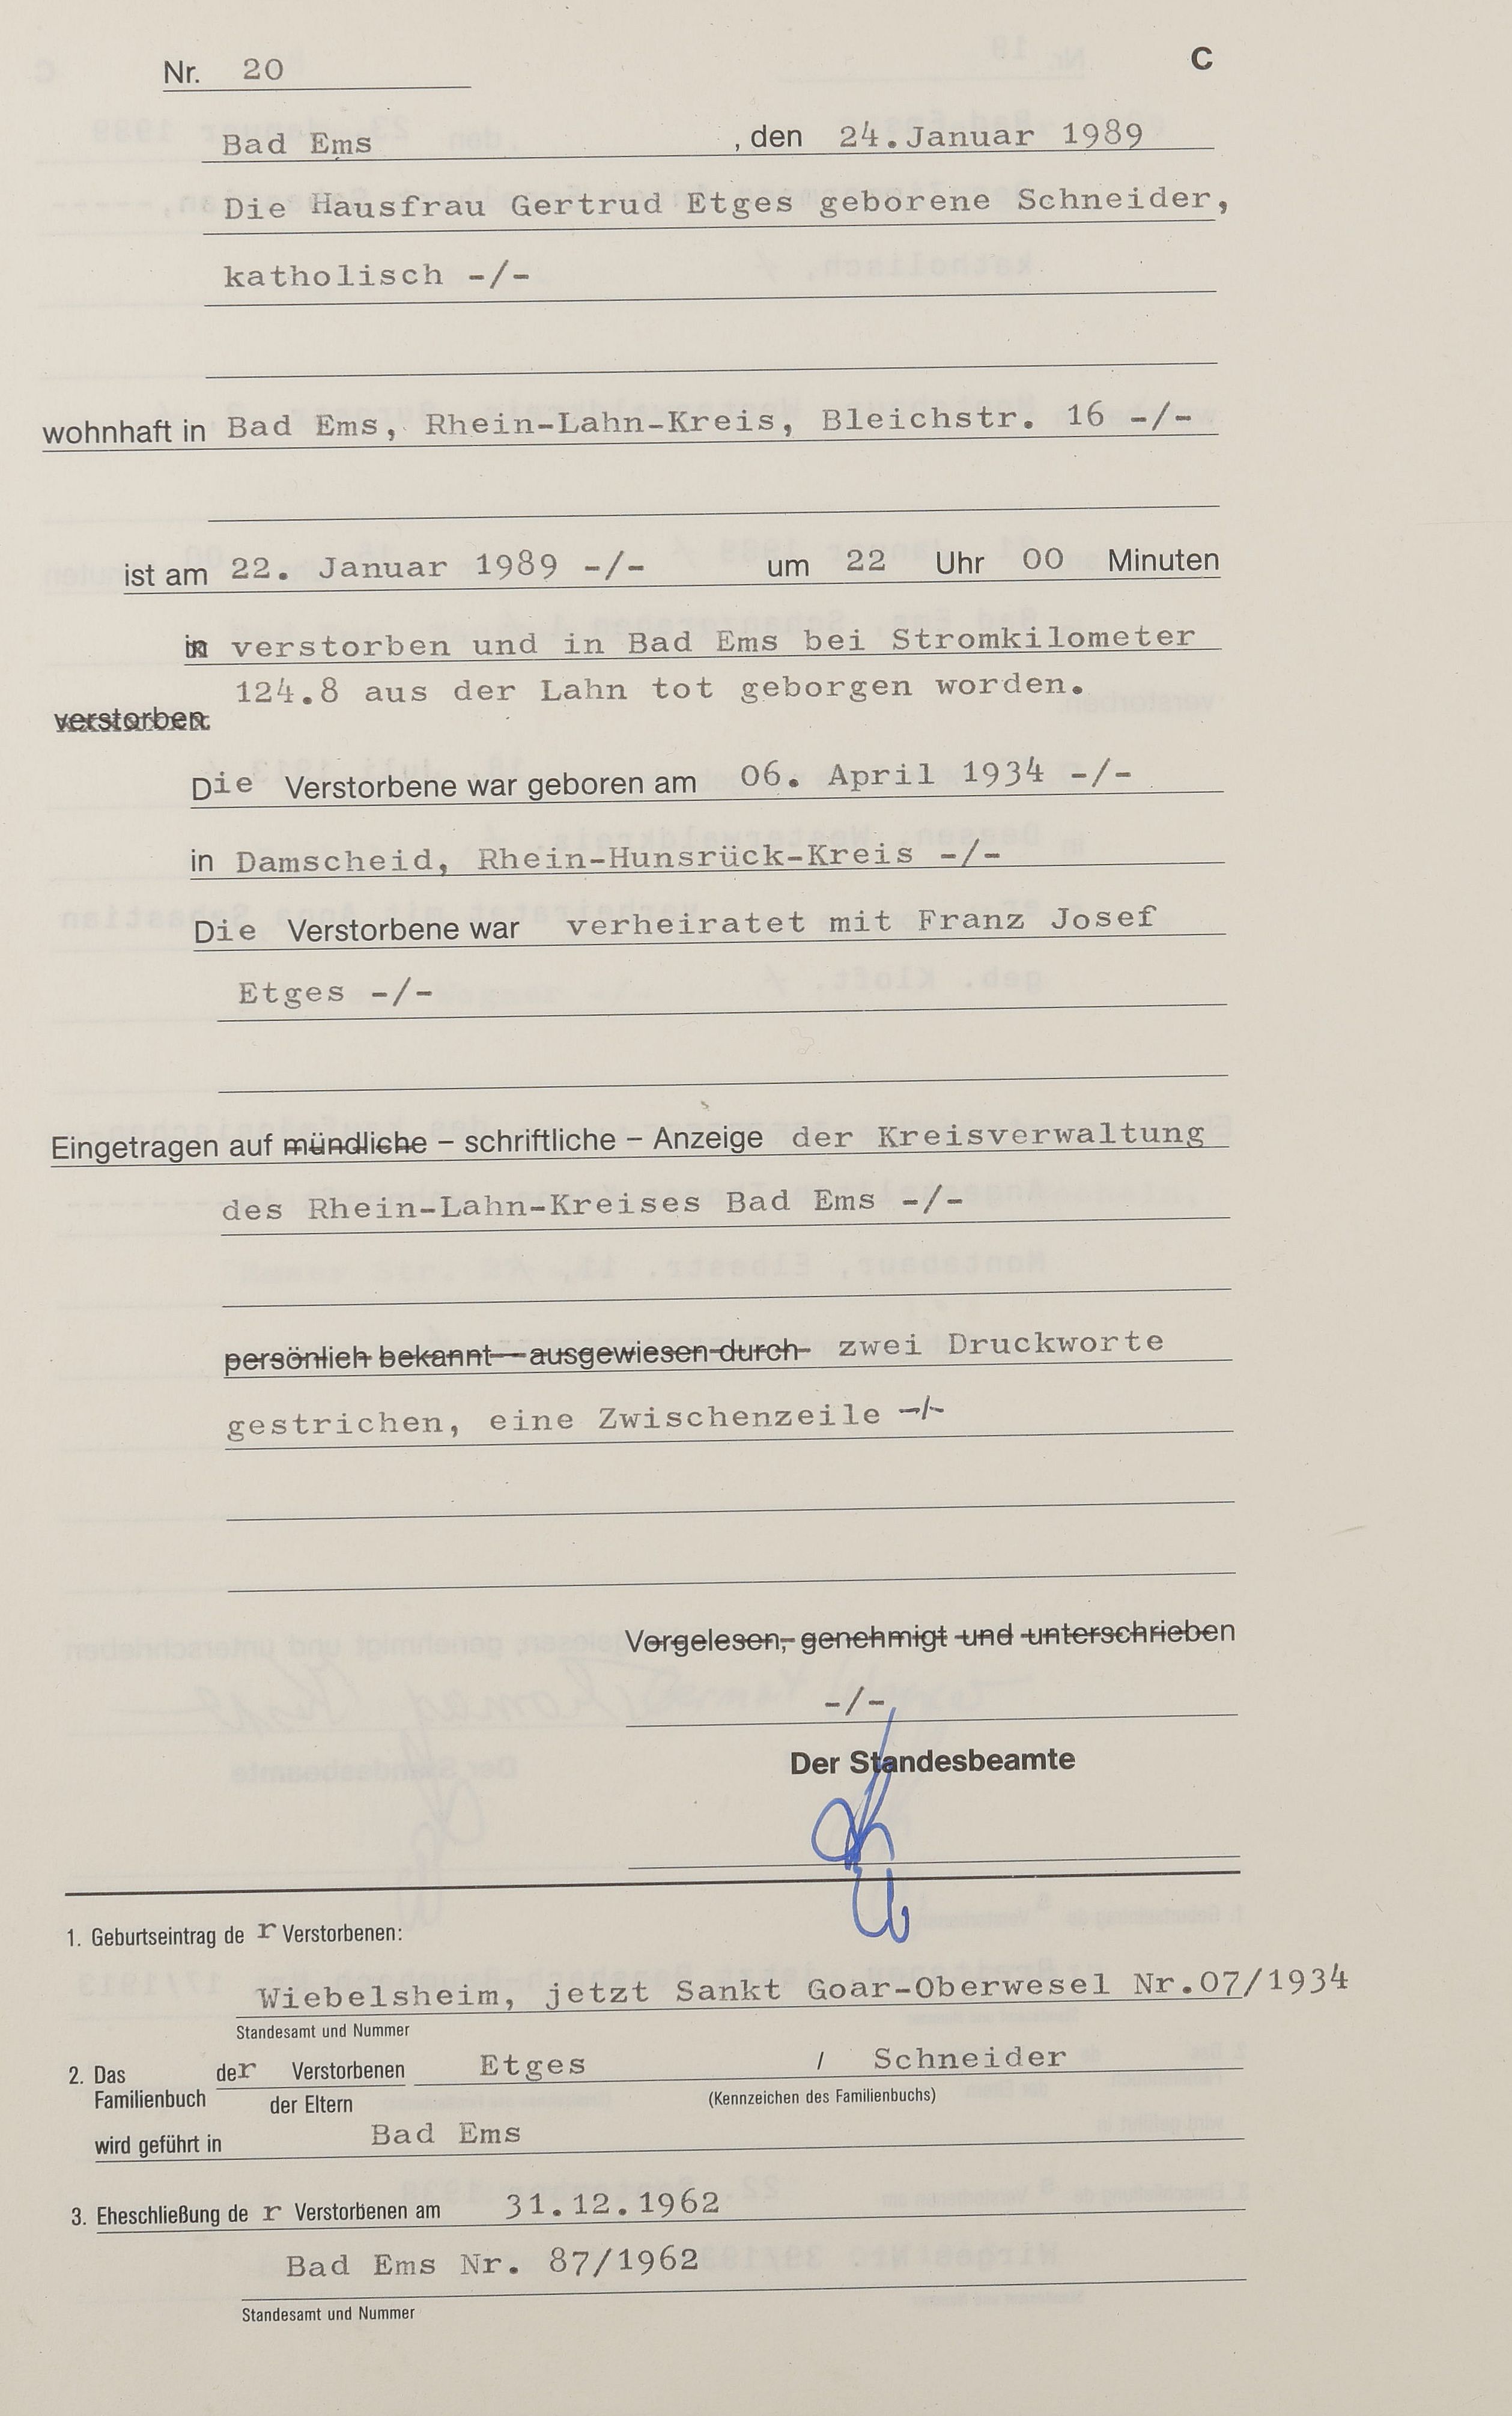 Nr. 20
C
Bad Ems , den 24.Januar 1989
Die Hausfrau Gertrud Etges geborene Schneider,
katholisch -/-
wohnhaft in Bad Ems, Rhein-Lahn-Kreis, Bleichstr. 16 -/-
ist am 22. Januar 1989 -/- um 22 Uhr 00 Minuten
in verstorben und in Bad Ems bei Stromkilometer
124.8 aus der Lahn tot geborgen worden.
verstorben.
Die Verstorbene war geboren am 06. April 1934 -/-
in Damscheid, Rhein-Hunsrück-Kreis -/-
Die Verstorbene war verheiratet mit Franz Josef
Etges -/-
Eingetragen auf mündliche – schriftliche – Anzeige der Kreisverwaltung
des Rhein-Lahn-Kreises Bad Ems -/-
persönlich bekannt – ausgewiesen durch zwei Druckworte
gestrichen, eine Zwischenzeile -/-
Vorgelesen, genehmigt und unterschrieben
-/-
Der Standesbeamte
1. Geburtseintrag de r Verstorbenen:
Wiebelsheim, jetzt Sankt Goar-Oberwesel Nr.07/1934
Standesamt und Nummer
2. Das der Verstorbenen Etges / Schneider
Familienbuch der Eltern (Kennzeichen des Familienbuchs)
wird geführt in Bad Ems
3. Eheschließung de r Verstorbenen am 31.12.1962
Bad Ems Nr. 87/1962
Standesamt und Nummer